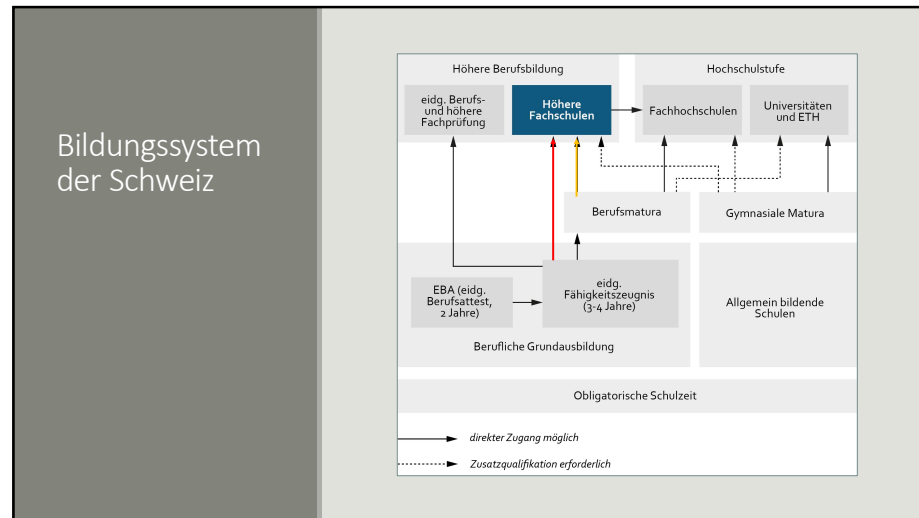 Bildungssystem
der Schweiz
Höhere Berufsbildung
Hochschulstufe
eidg. Berufs-
und höhere
Fachprüfung
Höhere
Fachschulen
Fachhochschulen
Universitäten
und ETH
Berufsmatura
Gymnasiale Matura
EBA (eidg.
Berufsattest,
2 Jahre)
eidg.
Fähigkeitszeugnis
(3-4 Jahre)
Allgemein bildende
Schulen
Berufliche Grundausbildung
Obligatorische Schulzeit
direkter Zugang möglich
Zusatzqualifikation erforderlich